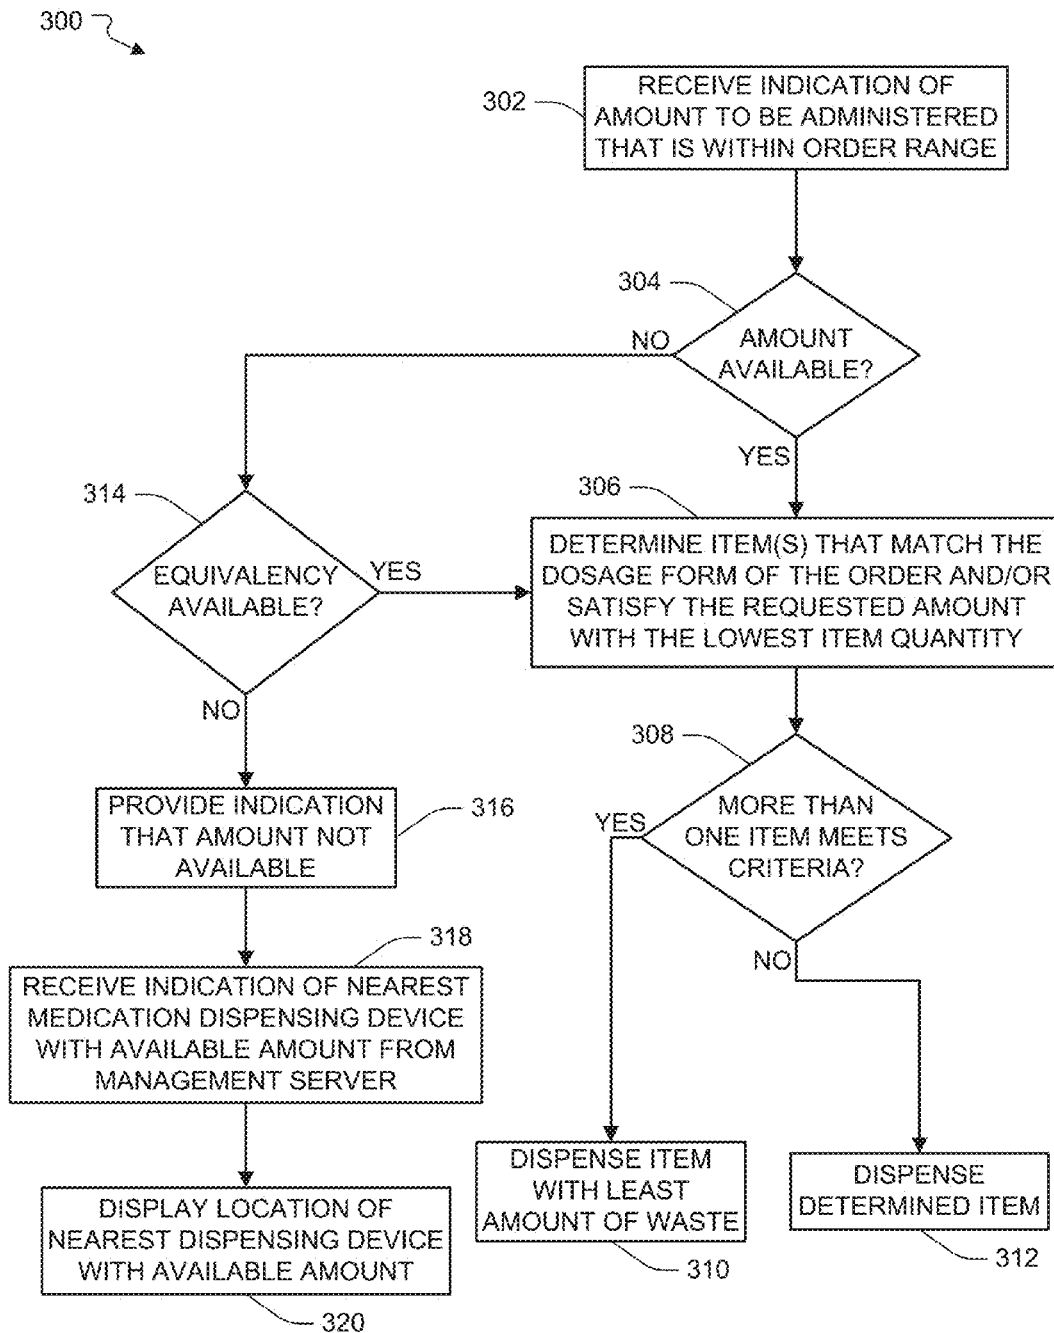 300
302
RECEIVE INDICATION OF
AMOUNT TO BE ADMINISTERED
THAT IS WITHIN ORDER RANGE
304
AMOUNT
AVAILABLE?
NO
YES
314
EQUIVALENCY
AVAILABLE?
YES
NO
306
DETERMINE ITEM(S) THAT MATCH THE
DOSAGE FORM OF THE ORDER AND/OR
SATISFY THE REQUESTED AMOUNT
WITH THE LOWEST ITEM QUANTITY
308
MORE THAN
ONE ITEM MEETS
CRITERIA?
YES
NO
PROVIDE INDICATION
THAT AMOUNT NOT
AVAILABLE
316
318
RECEIVE INDICATION OF NEAREST
MEDICATION DISPENSING DEVICE
WITH AVAILABLE AMOUNT FROM
MANAGEMENT SERVER
DISPLAY LOCATION OF
NEAREST DISPENSING DEVICE
WITH AVAILABLE AMOUNT
320
DISPENSE ITEM
WITH LEAST
AMOUNT OF WASTE
310
DISPENSE
DETERMINED ITEM
312